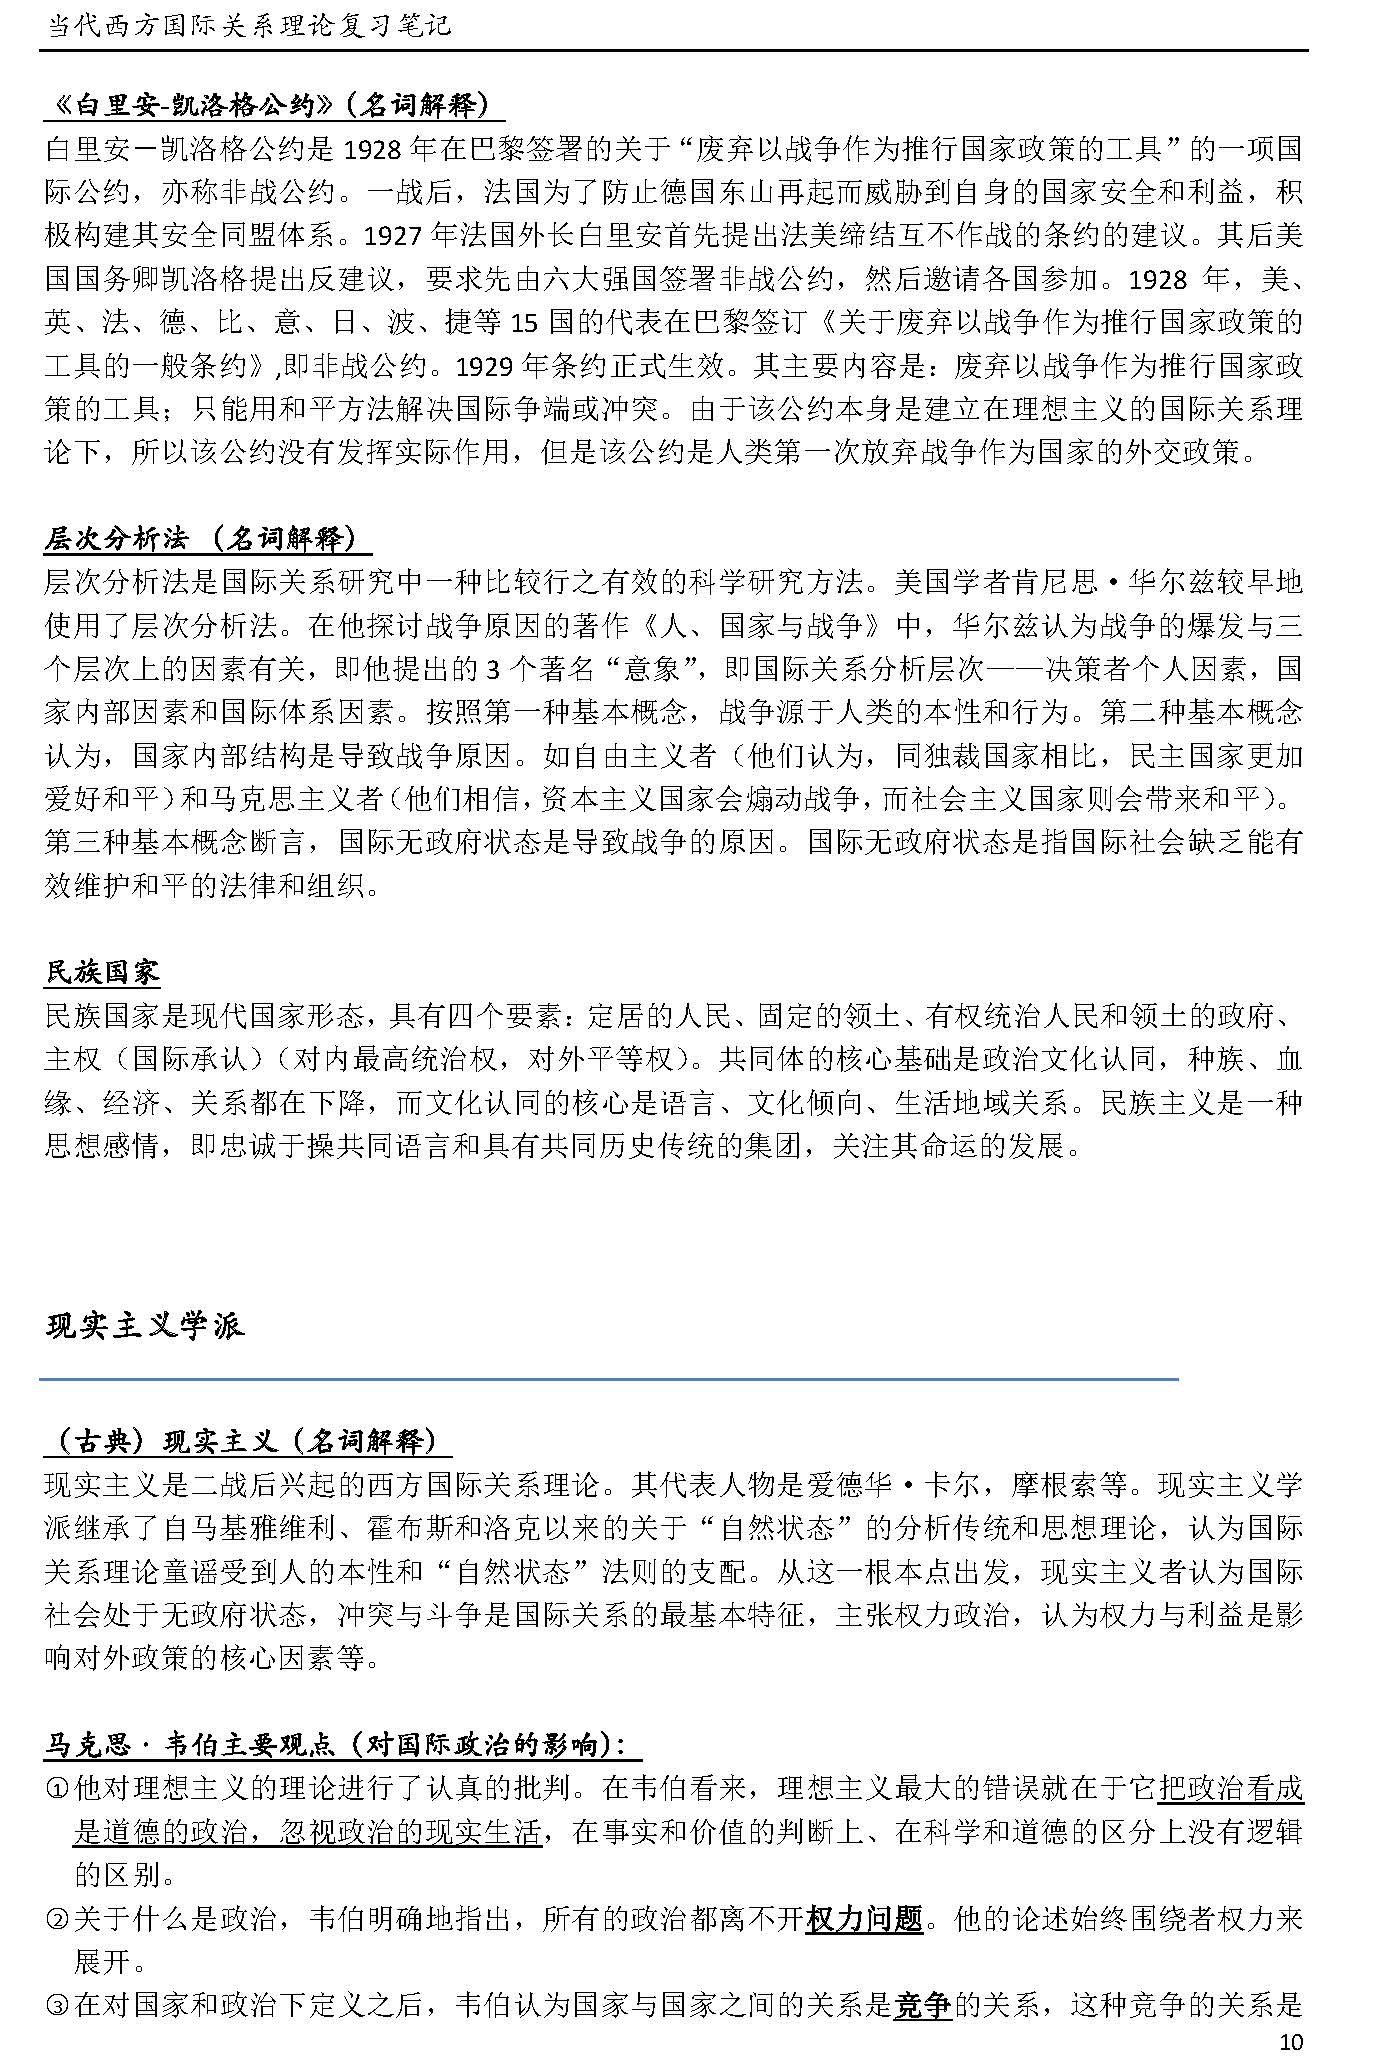 当代西方国际关系理论复习笔记
《白里安-凯洛格公约》（名词解释）
白里安－凯洛格公约是 1928 年在巴黎签署的关于“废弃以战争作为推行国家政策的工具”的一项国
际公约，亦称非战公约。一战后，法国为了防止德国东山再起而威胁到自身的国家安全和利益，积
极构建其安全同盟体系。1927 年法国外长白里安首先提出法美缔结互不作战的条约的建议。其后美
国国务卿凯洛格提出反建议，要求先由六大强国签署非战公约，然后邀请各国参加。1928 年，美、
英、法、德、比、意、日、波、捷等 15 国的代表在巴黎签订《关于废弃以战争作为推行国家政策的
工具的一般条约》,即非战公约。1929 年条约正式生效。其主要内容是：废弃以战争作为推行国家政
策的工具；只能用和平方法解决国际争端或冲突。由于该公约本身是建立在理想主义的国际关系理
论下，所以该公约没有发挥实际作用，但是该公约是人类第一次放弃战争作为国家的外交政策。
层次分析法 （名词解释）
层次分析法是国际关系研究中一种比较行之有效的科学研究方法。美国学者肯尼思·华尔兹较早地
使用了层次分析法。在他探讨战争原因的著作《人、国家与战争》中，华尔兹认为战争的爆发与三
个层次上的因素有关，即他提出的 3 个著名“意象”，即国际关系分析层次——决策者个人因素，国
家内部因素和国际体系因素。按照第一种基本概念，战争源于人类的本性和行为。第二种基本概念
认为，国家内部结构是导致战争原因。如自由主义者（他们认为，同独裁国家相比，民主国家更加
爱好和平）和马克思主义者（他们相信，资本主义国家会煽动战争，而社会主义国家则会带来和平）。
第三种基本概念断言，国际无政府状态是导致战争的原因。国际无政府状态是指国际社会缺乏能有
效维护和平的法律和组织。
民族国家
民族国家是现代国家形态，具有四个要素：定居的人民、固定的领土、有权统治人民和领土的政府、
主权（国际承认）（对内最高统治权，对外平等权）。共同体的核心基础是政治文化认同，种族、血
缘、经济、关系都在下降，而文化认同的核心是语言、文化倾向、生活地域关系。民族主义是一种
思想感情，即忠诚于操共同语言和具有共同历史传统的集团，关注其命运的发展。
现实主义学派
（古典）现实主义（名词解释）
现实主义是二战后兴起的西方国际关系理论。其代表人物是爱德华·卡尔，摩根索等。现实主义学
派继承了自马基雅维利、霍布斯和洛克以来的关于“自然状态”的分析传统和思想理论，认为国际
关系理论童谣受到人的本性和“自然状态”法则的支配。从这一根本点出发，现实主义者认为国际
社会处于无政府状态，冲突与斗争是国际关系的最基本特征，主张权力政治，认为权力与利益是影
响对外政策的核心因素等。
马克思·韦伯主要观点（对国际政治的影响）：
①他对理想主义的理论进行了认真的批判。在韦伯看来，理想主义最大的错误就在于它把政治看成
是道德的政治，忽视政治的现实生活，在事实和价值的判断上、在科学和道德的区分上没有逻辑
的区别。
②关于什么是政治，韦伯明确地指出，所有的政治都离不开权力问题。他的论述始终围绕者权力来
展开。
③在对国家和政治下定义之后，韦伯认为国家与国家之间的关系是竞争的关系，这种竞争的关系是
10